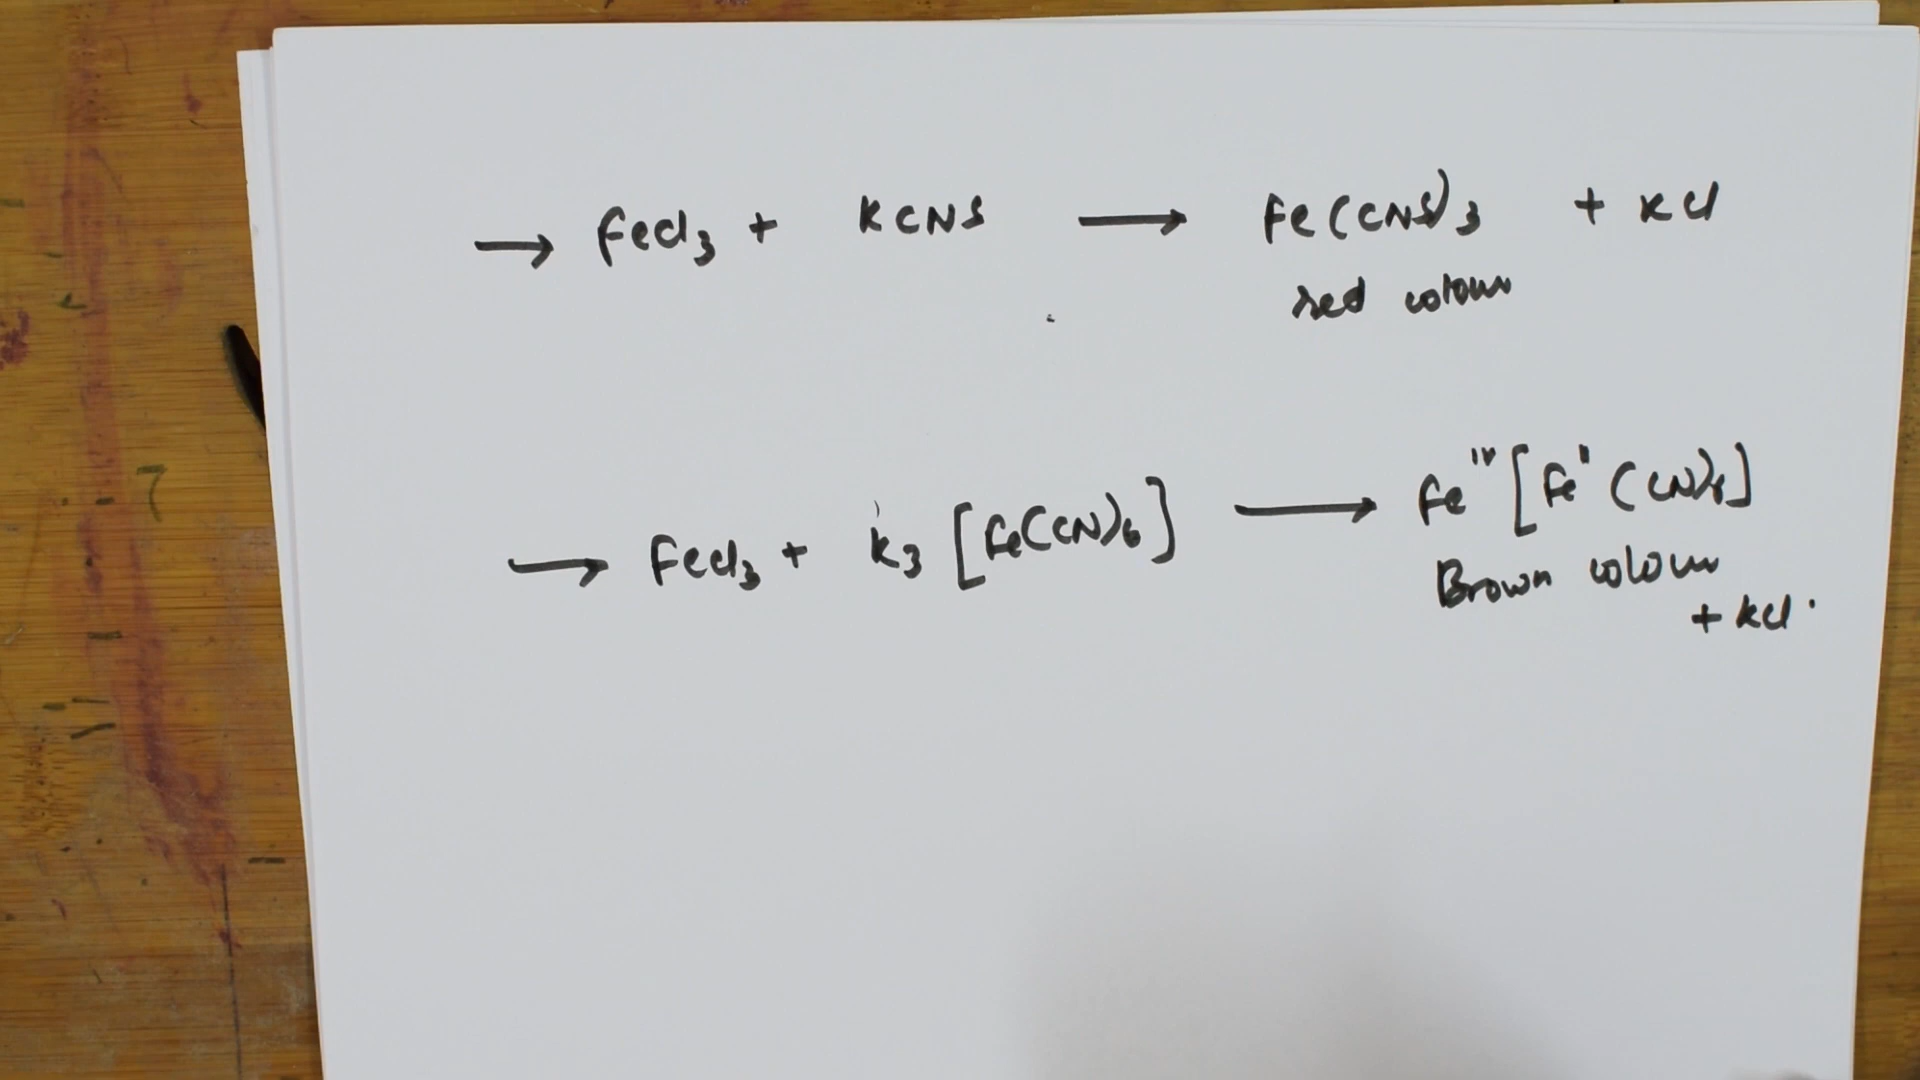 → FeCl3 + KCNS → Fe(CNS)3 + KCl
red colour
→ FeCl3 + K3[Fe(CN)6] → Fe [Fe (CN)6]
Brown colour
+ KCl.